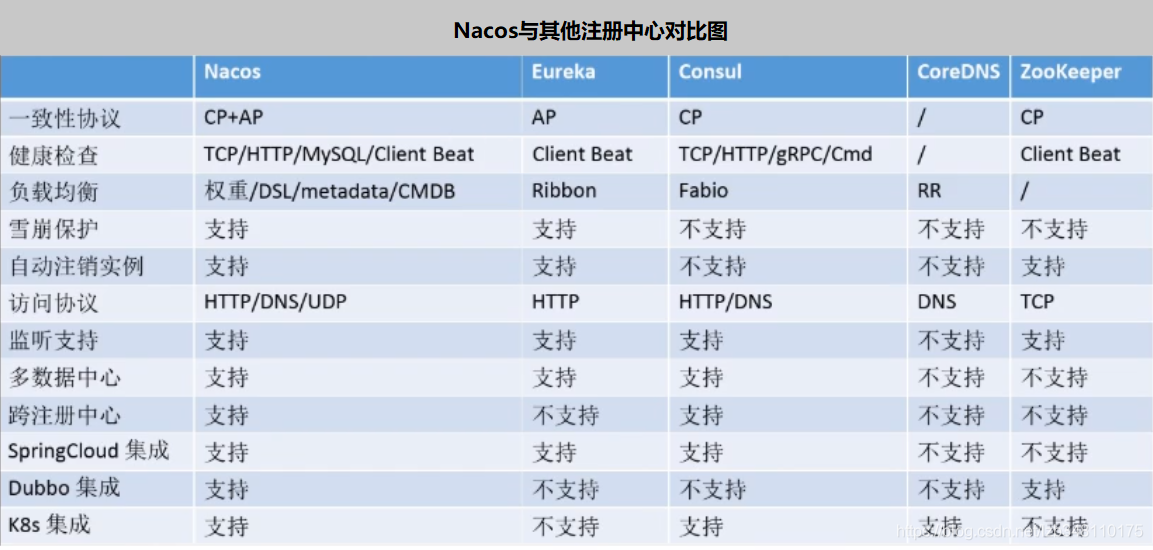 Nacos与其他注册中心对比图
Nacos Eureka Consul CoreDNS ZooKeeper
一致性协议 CP+AP AP CP / CP
健康检查 TCP/HTTP/MySQL/Client Beat Client Beat TCP/HTTP/gRPC/Cmd / Client Beat
负载均衡 权重/DSL/metadata/CMDB Ribbon Fabio RR /
雪崩保护 支持 支持 不支持 不支持 不支持
自动注销实例 支持 支持 不支持 不支持 支持
访问协议 HTTP/DNS/UDP HTTP HTTP/DNS DNS TCP
监听支持 支持 支持 支持 不支持 支持
多数据中心 支持 支持 支持 不支持 不支持
跨注册中心 支持 不支持 支持 不支持 不支持
SpringCloud 集成 支持 支持 支持 不支持 不支持
Dubbo 集成 支持 不支持 不支持 不支持 支持
K8s 集成 支持 不支持 支持 支持 不支持